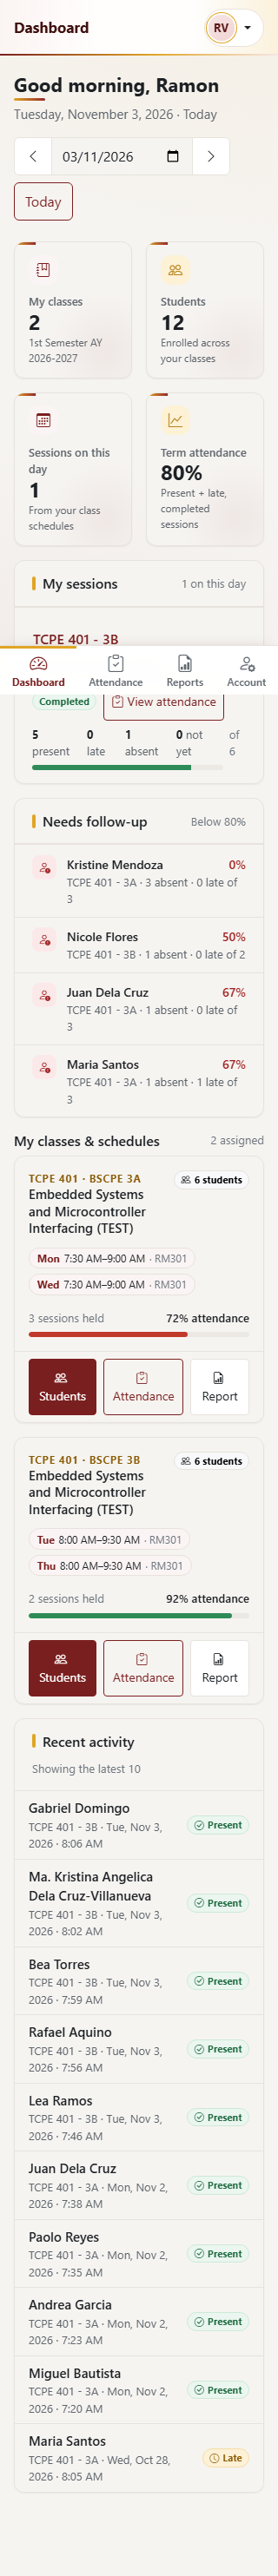 Dashboard
RV
Good morning, Ramon
Tuesday, November 3, 2026 · Today
03/11/2026
Today
My classes
2
1st Semester AY
2026-2027
Students
12
Enrolled across
your classes
Sessions on this
day
1
From your class
schedules
Term attendance
80%
Present + late,
completed
sessions
My sessions
1 on this day
TCPE 401 - 3B
Dashboard
Attendance
Reports
Account
Completed
View attendance
5 present
0 late
1 absent
0 not yet
of 6
Needs follow-up
Below 80%
Kristine Mendoza
0%
TCPE 401 - 3A · 3 absent · 0 late of
3
Nicole Flores
50%
TCPE 401 - 3B · 1 absent · 0 late of 2
Juan Dela Cruz
67%
TCPE 401 - 3A · 1 absent · 0 late of
3
Maria Santos
67%
TCPE 401 - 3A · 1 absent · 1 late of
3
My classes & schedules
2 assigned
TCPE 401 · BSCPE 3A
6 students
Embedded Systems
and Microcontroller
Interfacing (TEST)
Mon 7:30 AM–9:00 AM · RM301
Wed 7:30 AM–9:00 AM · RM301
3 sessions held
72% attendance
Students
Attendance
Report
TCPE 401 · BSCPE 3B
6 students
Embedded Systems
and Microcontroller
Interfacing (TEST)
Tue 8:00 AM–9:30 AM · RM301
Thu 8:00 AM–9:30 AM · RM301
2 sessions held
92% attendance
Students
Attendance
Report
Recent activity
Showing the latest 10
Gabriel Domingo
TCPE 401 - 3B · Tue, Nov 3,
2026 · 8:06 AM
Present
Ma. Kristina Angelica
Dela Cruz-Villanueva
TCPE 401 - 3B · Tue, Nov 3,
2026 · 8:02 AM
Present
Bea Torres
TCPE 401 - 3B · Tue, Nov 3,
2026 · 7:59 AM
Present
Rafael Aquino
TCPE 401 - 3B · Tue, Nov 3,
2026 · 7:56 AM
Present
Lea Ramos
TCPE 401 - 3B · Tue, Nov 3,
2026 · 7:46 AM
Present
Juan Dela Cruz
TCPE 401 - 3A · Mon, Nov 2,
2026 · 7:38 AM
Present
Paolo Reyes
TCPE 401 - 3A · Mon, Nov 2,
2026 · 7:35 AM
Present
Andrea Garcia
TCPE 401 - 3A · Mon, Nov 2,
2026 · 7:23 AM
Present
Miguel Bautista
TCPE 401 - 3A · Mon, Nov 2,
2026 · 7:20 AM
Present
Maria Santos
TCPE 401 - 3A · Wed, Oct 28,
2026 · 8:05 AM
Late